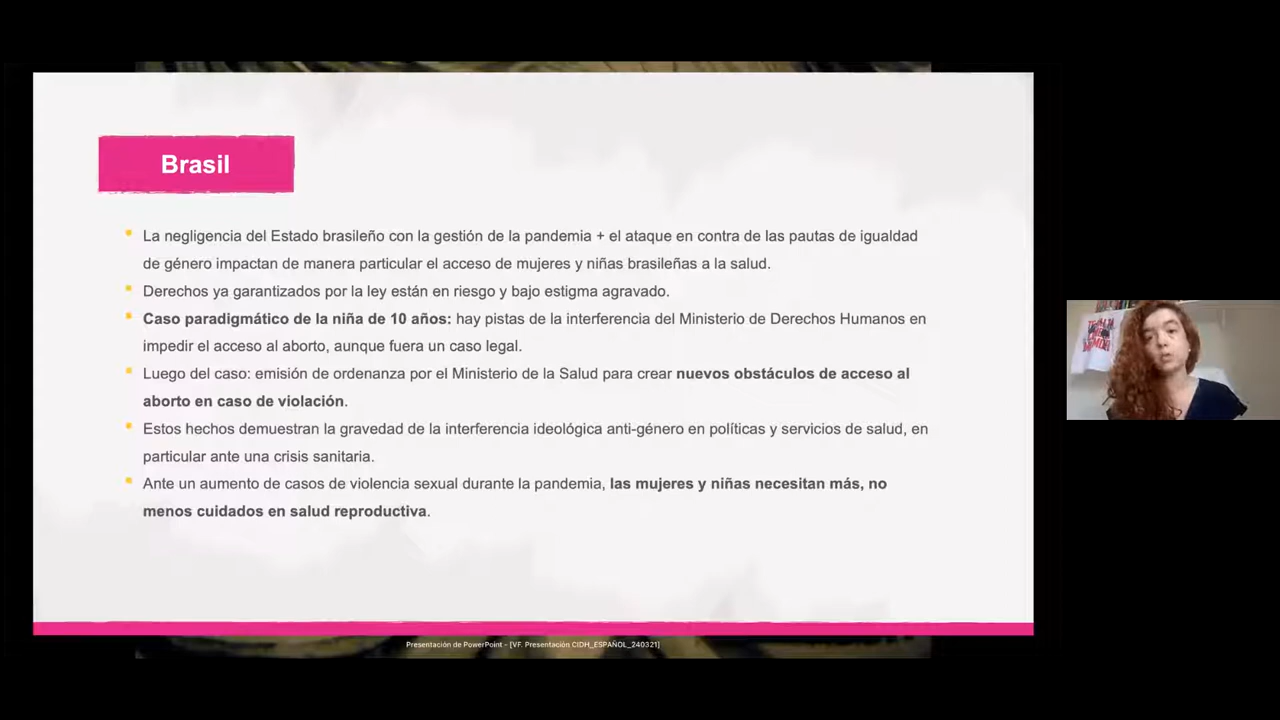 Brasil
La negligencia del Estado brasileño con la gestión de la pandemia + el ataque en contra de las pautas de igualdad
de género impactan de manera particular el acceso de mujeres y niñas brasileñas a la salud.
Derechos ya garantizados por la ley están en riesgo y bajo estigma agravado.
Caso paradigmático de la niña de 10 años: hay pistas de la interferencia del Ministerio de Derechos Humanos en
impedir el acceso al aborto, aunque fuera un caso legal.
Luego del caso: emisión de ordenanza por el Ministerio de la Salud para crear nuevos obstáculos de acceso al
aborto en caso de violación.
Estos hechos demuestran la gravedad de la interferencia ideológica anti-género en políticas y servicios de salud, en
particular ante una crisis sanitaria.
Ante un aumento de casos de violencia sexual durante la pandemia, las mujeres y niñas necesitan más, no
menos cuidados en salud reproductiva.
Presentación de PowerPoint - [VF. Presentación CIDH_ESPAÑOL_240321]